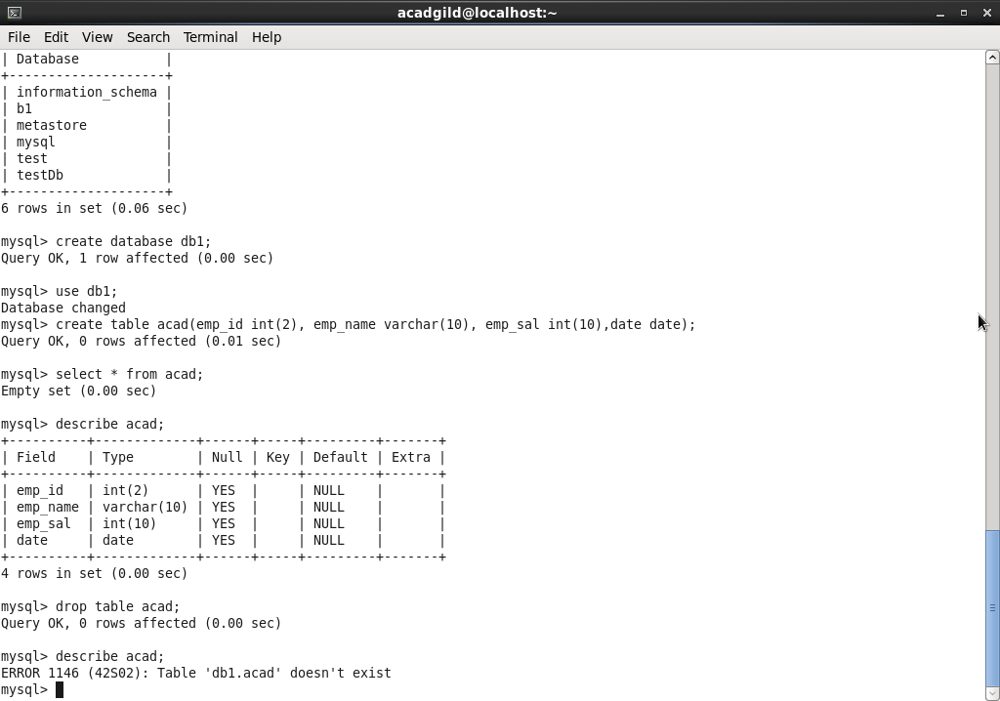 acadgild@localhost:~
File Edit View Search Terminal Help
| Database           |
+--------------------+
| information_schema |
| b1                 |
| metastore          |
| mysql              |
| test               |
| testDb             |
+--------------------+
6 rows in set (0.06 sec)

mysql> create database db1;
Query OK, 1 row affected (0.00 sec)

mysql> use db1;
Database changed
mysql> create table acad(emp_id int(2), emp_name varchar(10), emp_sal int(10),date date);
Query OK, 0 rows affected (0.01 sec)

mysql> select * from acad;
Empty set (0.00 sec)

mysql> describe acad;
+----------+-------------+------+-----+---------+-------+
| Field    | Type        | Null | Key | Default | Extra |
+----------+-------------+------+-----+---------+-------+
| emp_id   | int(2)      | YES  |     | NULL    |       |
| emp_name | varchar(10) | YES  |     | NULL    |       |
| emp_sal  | int(10)     | YES  |     | NULL    |       |
| date     | date        | YES  |     | NULL    |       |
+----------+-------------+------+-----+---------+-------+
4 rows in set (0.00 sec)

mysql> drop table acad;
Query OK, 0 rows affected (0.00 sec)

mysql> describe acad;
ERROR 1146 (42S02): Table 'db1.acad' doesn't exist
mysql>